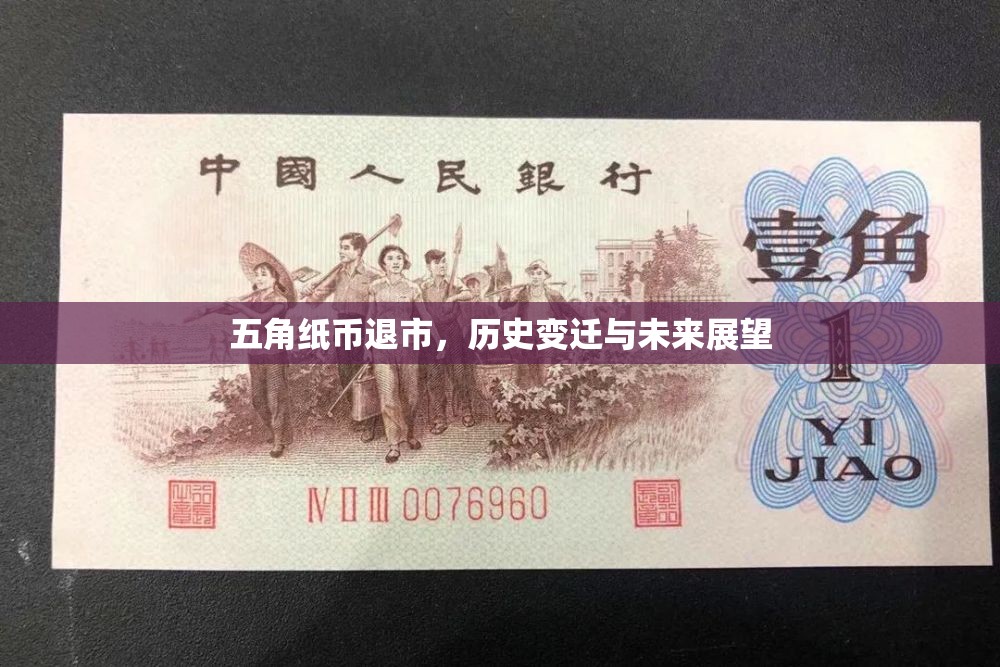 中國人民銀行
壹角
五角纸币退市，历史变迁与未来展望
1
YI
JIAO
IV II III 0076960